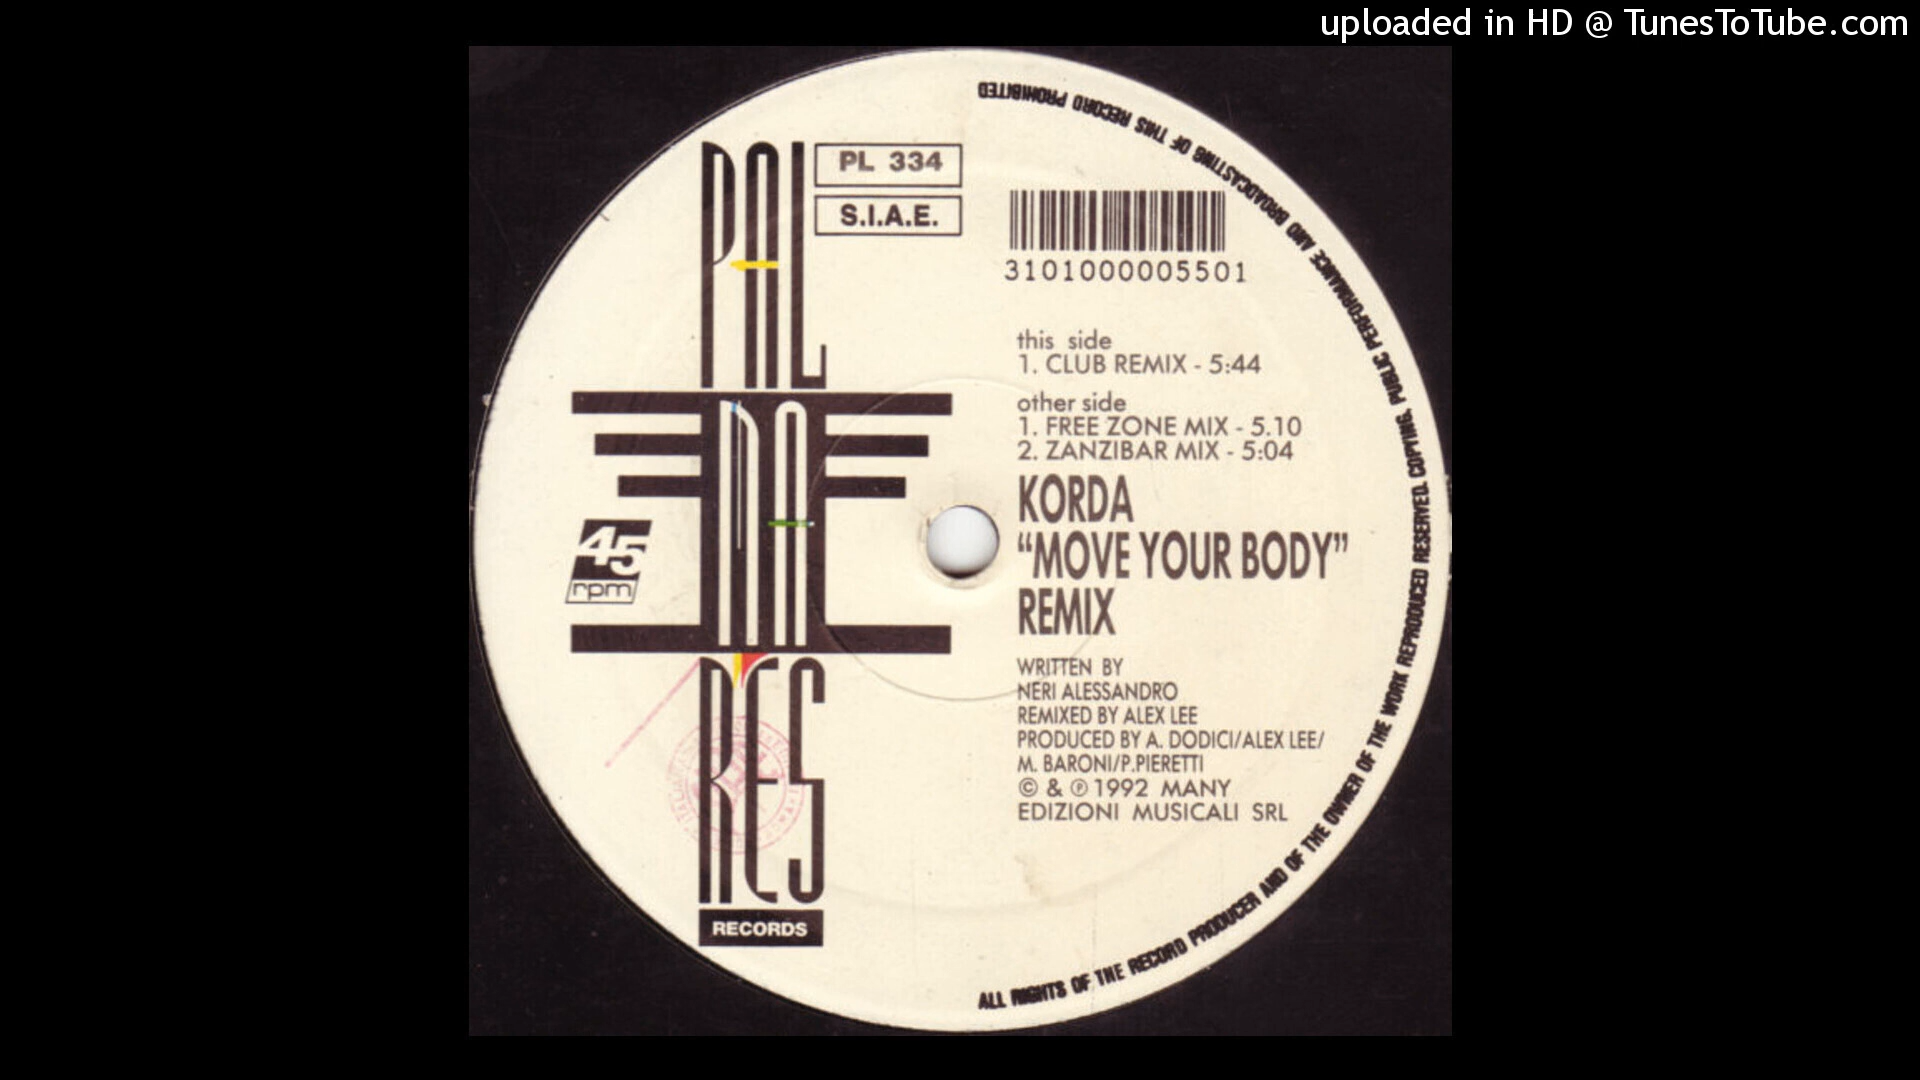 uploaded in HD @ TunesToTube.com
PAL
DA
RES
RECORDS
PL 334
S.I.A.E.
3101000005501
this side
1. CLUB REMIX - 5:44
other side
1. FREE ZONE MIX - 5.10
2. ZANZIBAR MIX - 5:04
KORDA
“MOVE YOUR BODY”
REMIX
45
rpm
WRITTEN BY
NERI ALESSANDRO
REMIXED BY ALEX LEE
PRODUCED BY A. DODICI/ALEX LEE/
M. BARONI/P.PIERETTI
© & ℗ 1992 MANY
EDIZIONI MUSICALI SRL
ALL RIGHTS OF THE RECORD PRODUCER AND OF THE OWNER OF THE WORK REPRODUCED RESERVED. COPYING, PUBLIC PERFORMANCE AND BROADCASTING OF THIS RECORD PROHIBITED